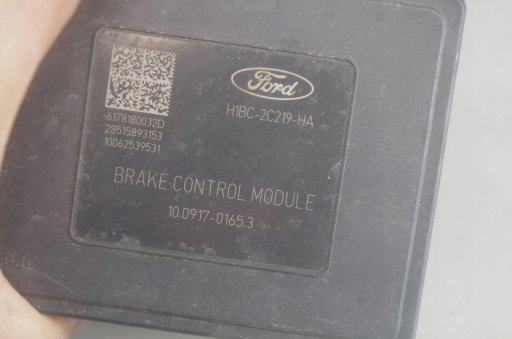 Ford
H1BC-2C219-HA
6178180032D
28515893153
10062539531
BRAKE CONTROL MODULE
10.0917-0165.3